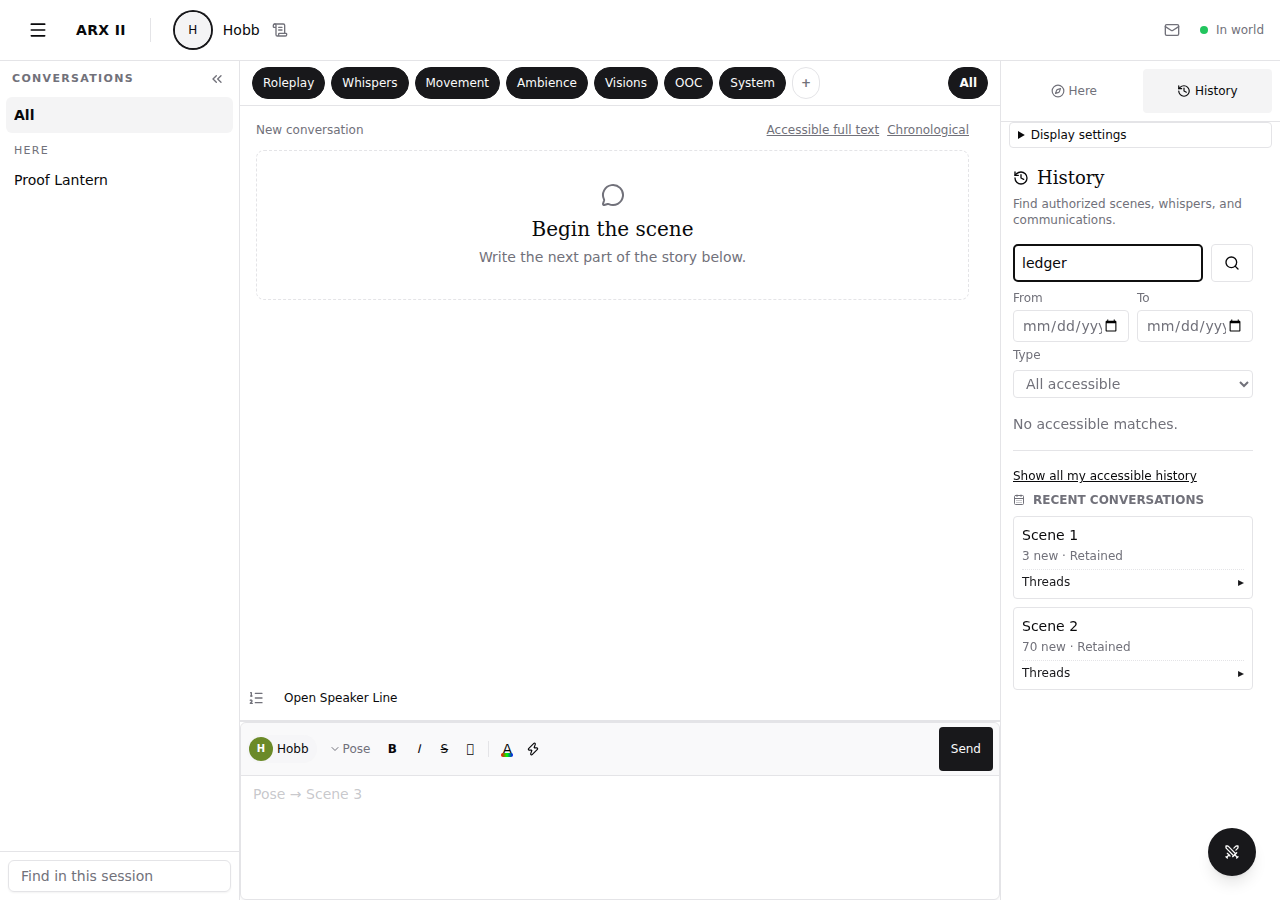 ARX II
H
Hobb
In world
CONVERSATIONS
All
HERE
Proof Lantern
Find in this session
Roleplay
Whispers
Movement
Ambience
Visions
OOC
System
+
All
New conversation
Accessible full text
Chronological
Begin the scene
Write the next part of the story below.
Open Speaker Line
H
Hobb
Pose
B
I
S
A
Send
Pose → Scene 3
Here
History
Display settings
History
Find authorized scenes, whispers, and
communications.
ledger
From
To
mm/dd/yyy
mm/dd/yyy
Type
All accessible
No accessible matches.
Show all my accessible history
RECENT CONVERSATIONS
Scene 1
3 new · Retained
Threads
Scene 2
70 new · Retained
Threads